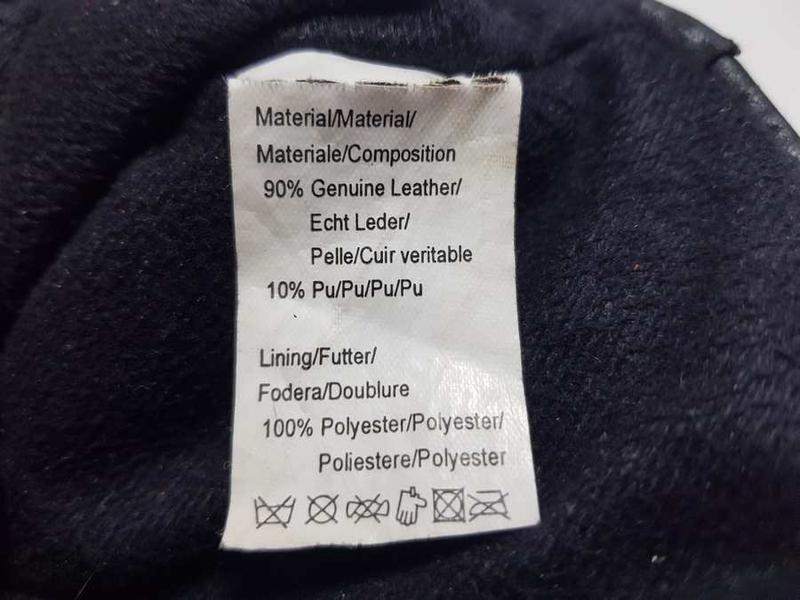 Material/Material/
Materiale/Composition
90% Genuine Leather/
Echt Leder/
Pelle/Cuir veritable
10% Pu/Pu/Pu/Pu
Lining/Futter/
Fodera/Doublure
100% Polyester/Polyester/
Poliestere/Polyester